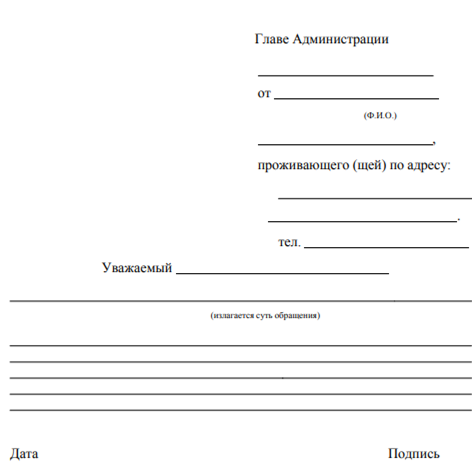 Главе Администрации
от
(Ф.И.О.)
,
проживающего (щей) по адресу:
.
тел.
Уважаемый
(излагается суть обращения)
Дата Подпись